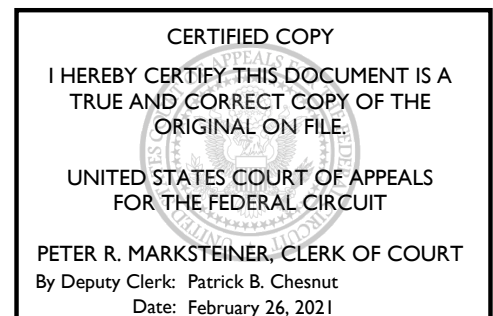 CERTIFIED COPY
I HEREBY CERTIFY THIS DOCUMENT IS A
TRUE AND CORRECT COPY OF THE
ORIGINAL ON FILE.
UNITED STATES COURT OF APPEALS
FOR THE FEDERAL CIRCUIT
PETER R. MARKSTEINER, CLERK OF COURT
By Deputy Clerk: Patrick B. Chesnut
Date: February 26, 2021